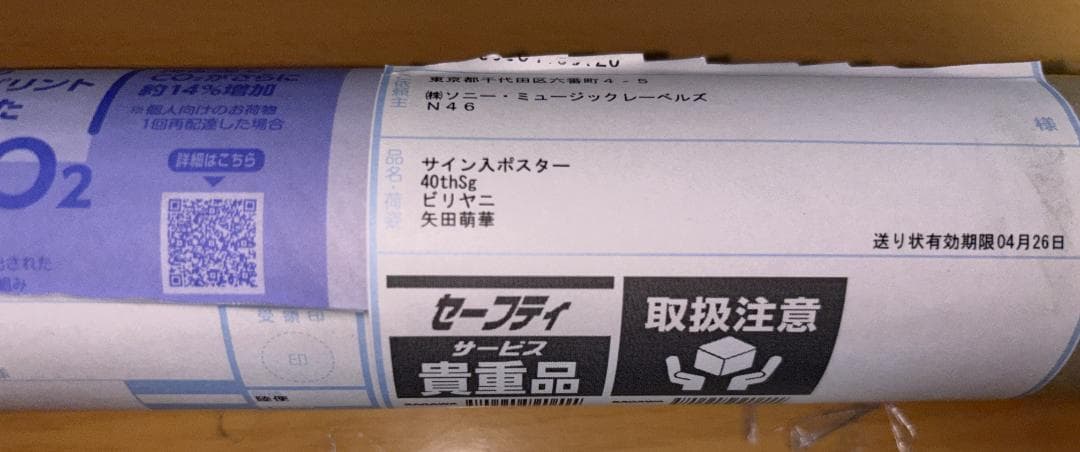 リント
た
O2
CO2がさらに
約14%増加
※個人向けのお荷物
1回再配達した場合
詳細はこちら
東京都千代田区六番町4-5
㈱ソニー・ミュージックレーベルズ
N46
様
品名・荷姿
サイン入ポスター
40thSg
ビリヤニ
矢田萌華
送り状有効期限04月26日
セーフティ
サービス
貴重品
取扱注意
受領印
印
陸便